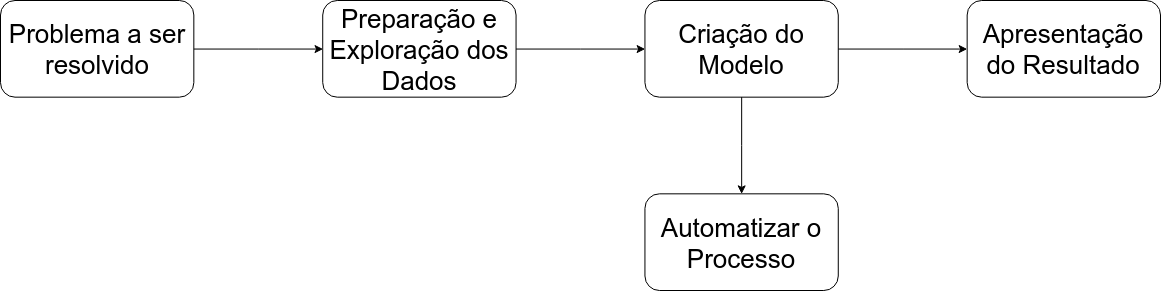 Problema a ser
resolvido
Preparação e
Exploração dos
Dados
Criação do
Modelo
Apresentação
do Resultado
Automatizar o
Processo